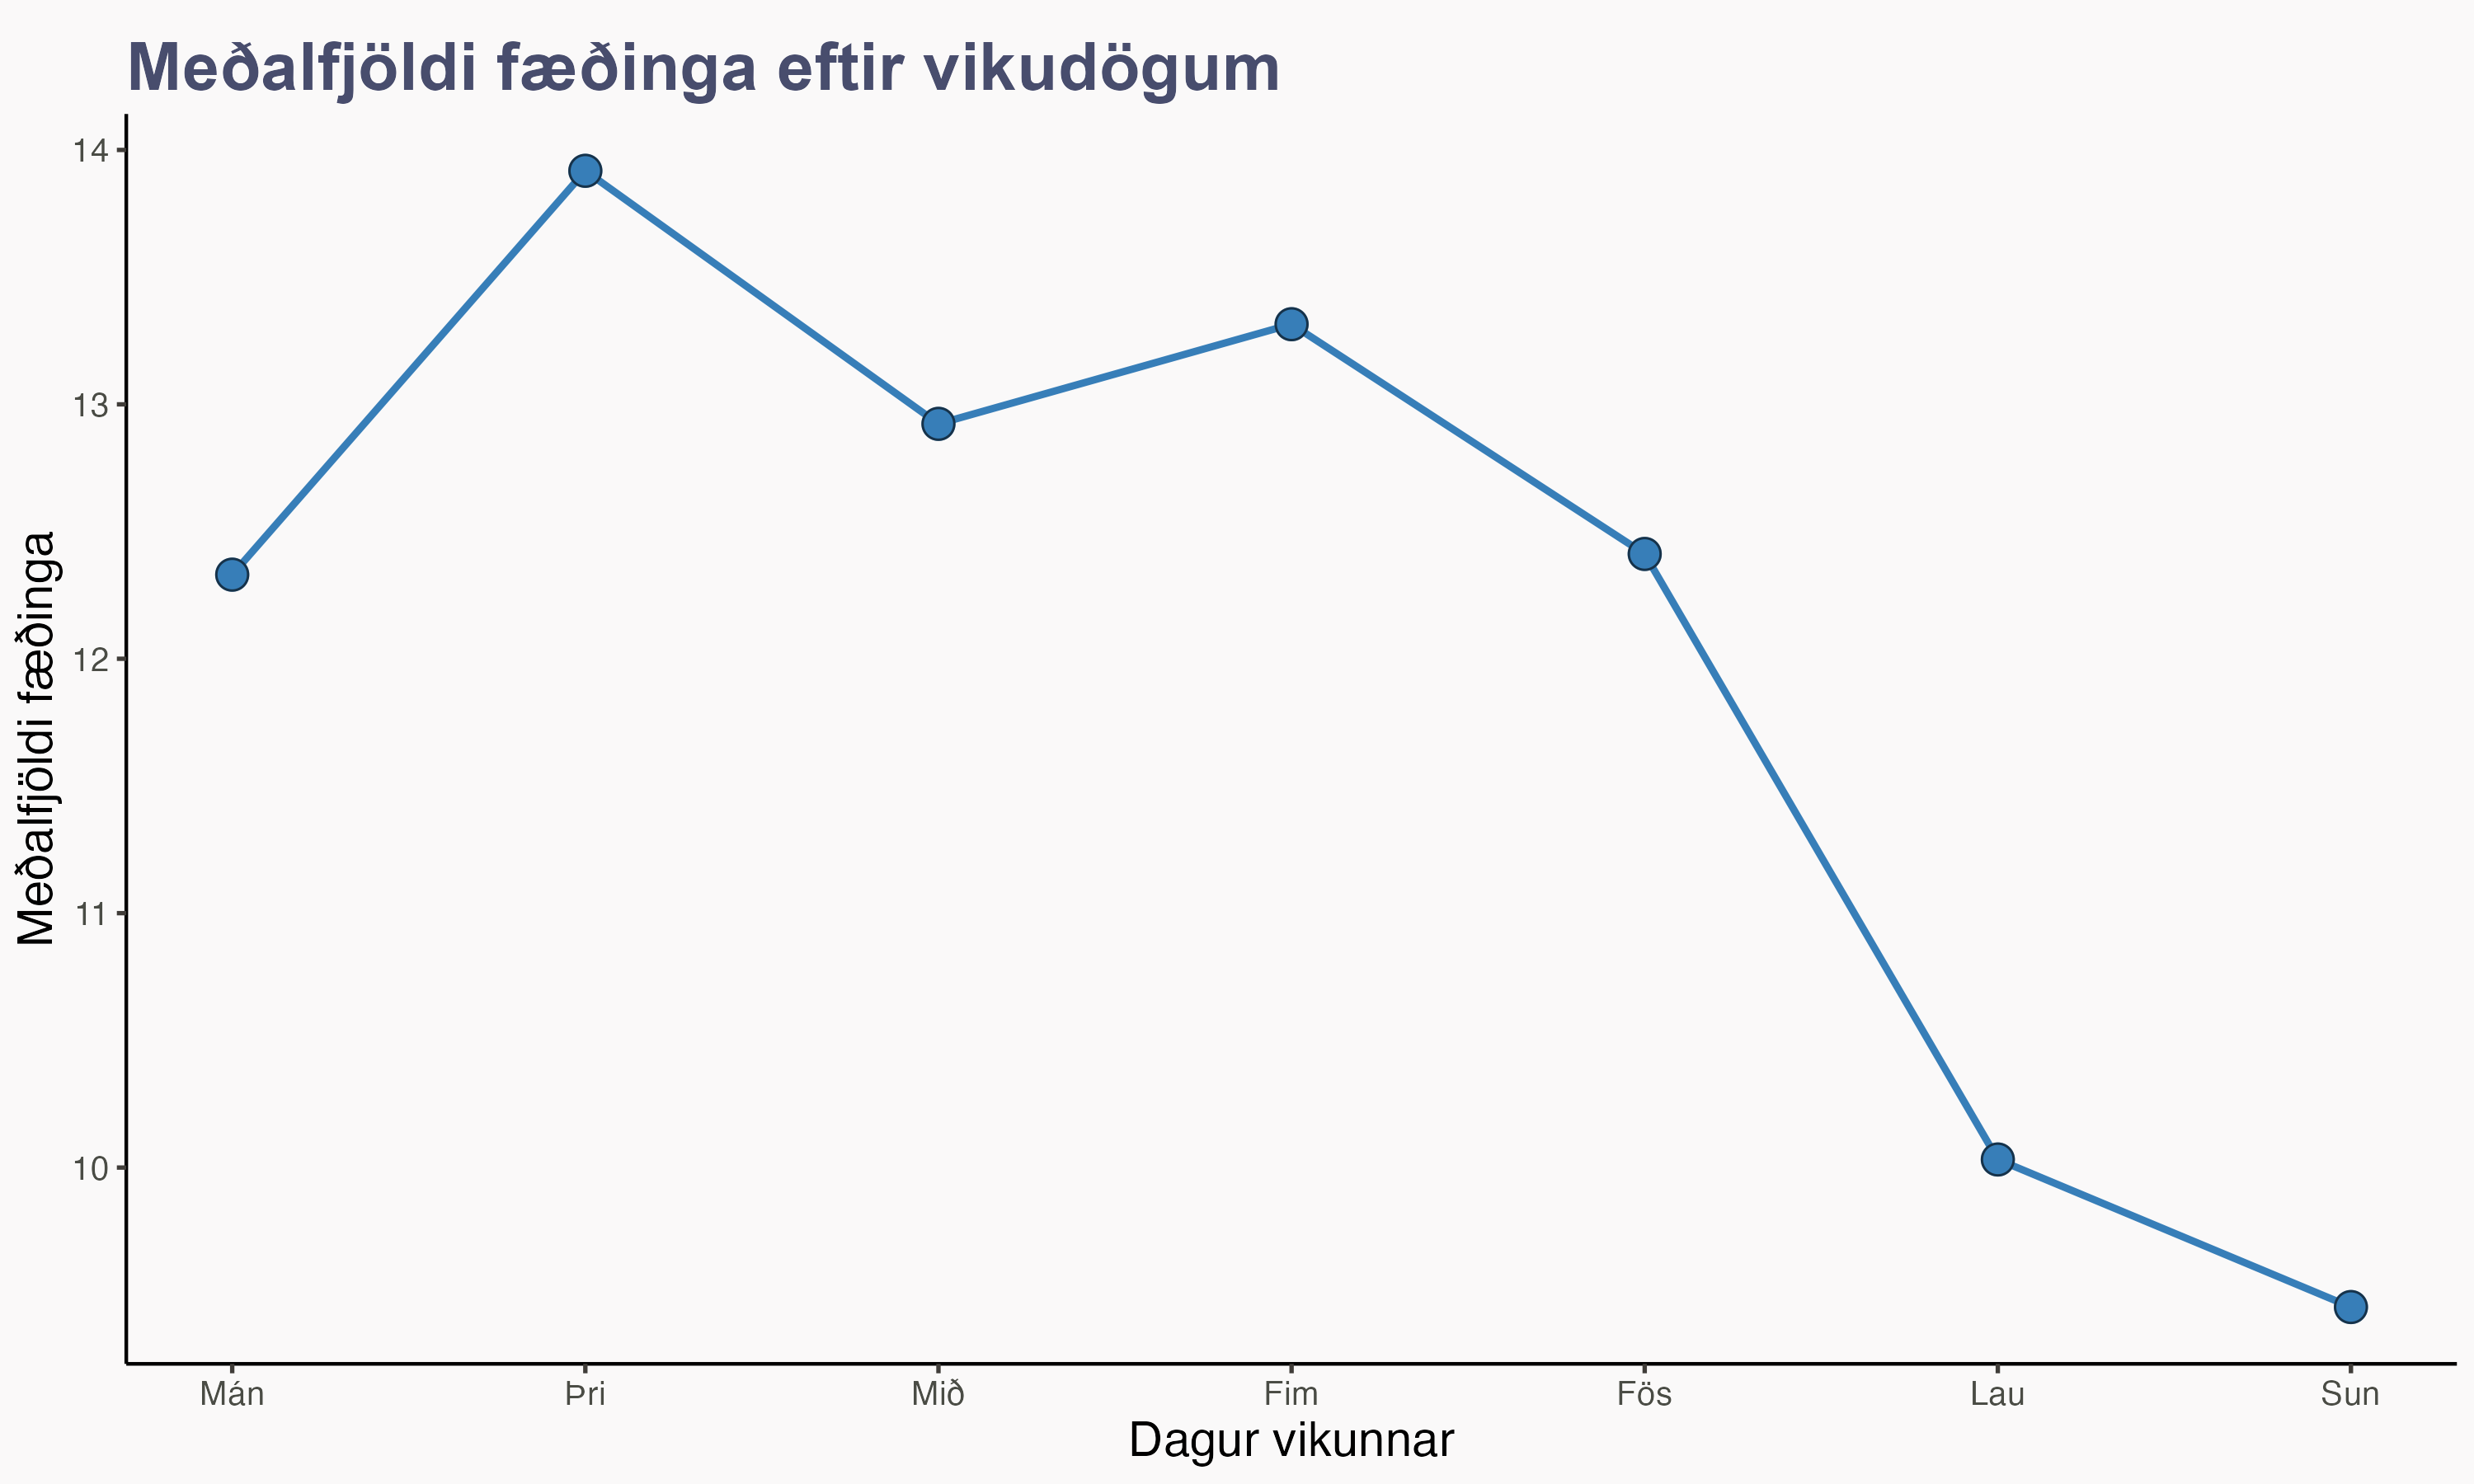 Meðalfjöldi fæðinga eftir vikudögum
Meðalfjöldi fæðinga
14
13
12
11
10
Mán Þri Mið Fim Fös Lau Sun
Dagur vikunnar